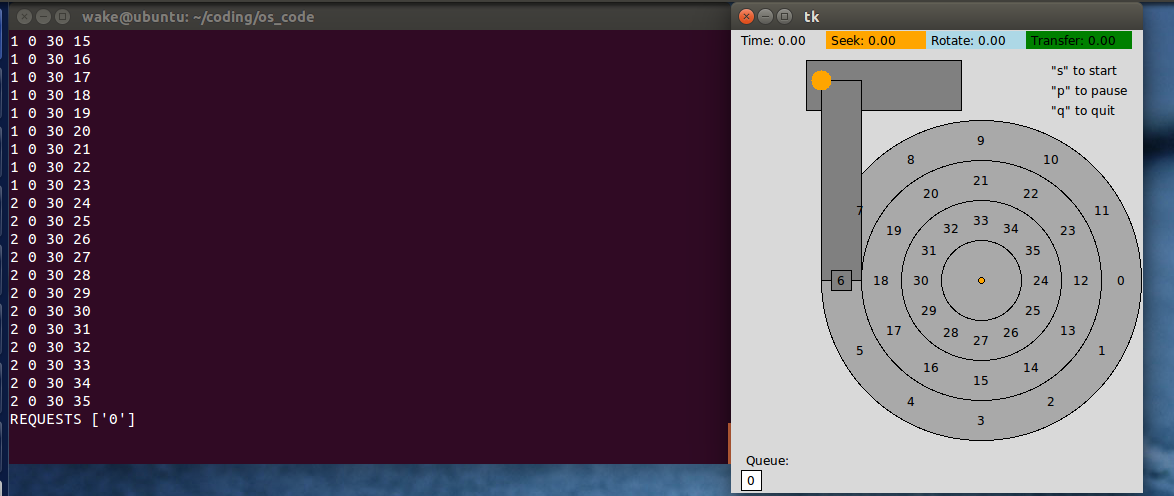 wake@ubuntu: ~/coding/os_code
1 0 30 15
1 0 30 16
1 0 30 17
1 0 30 18
1 0 30 19
1 0 30 20
1 0 30 21
1 0 30 22
1 0 30 23
2 0 30 24
2 0 30 25
2 0 30 26
2 0 30 27
2 0 30 28
2 0 30 29
2 0 30 30
2 0 30 31
2 0 30 32
2 0 30 33
2 0 30 34
2 0 30 35
REQUESTS ['0']
tk
Time: 0.00 Seek: 0.00 Rotate: 0.00 Transfer: 0.00
"s" to start
"p" to pause
"q" to quit
9
8 10
21
20 22
7 11
33
32 34
19 23
31 35
6 18 30 24 12 0
29 25
17 13
28 26
27
5 1
16 14
15
4 2
3
Queue:
0